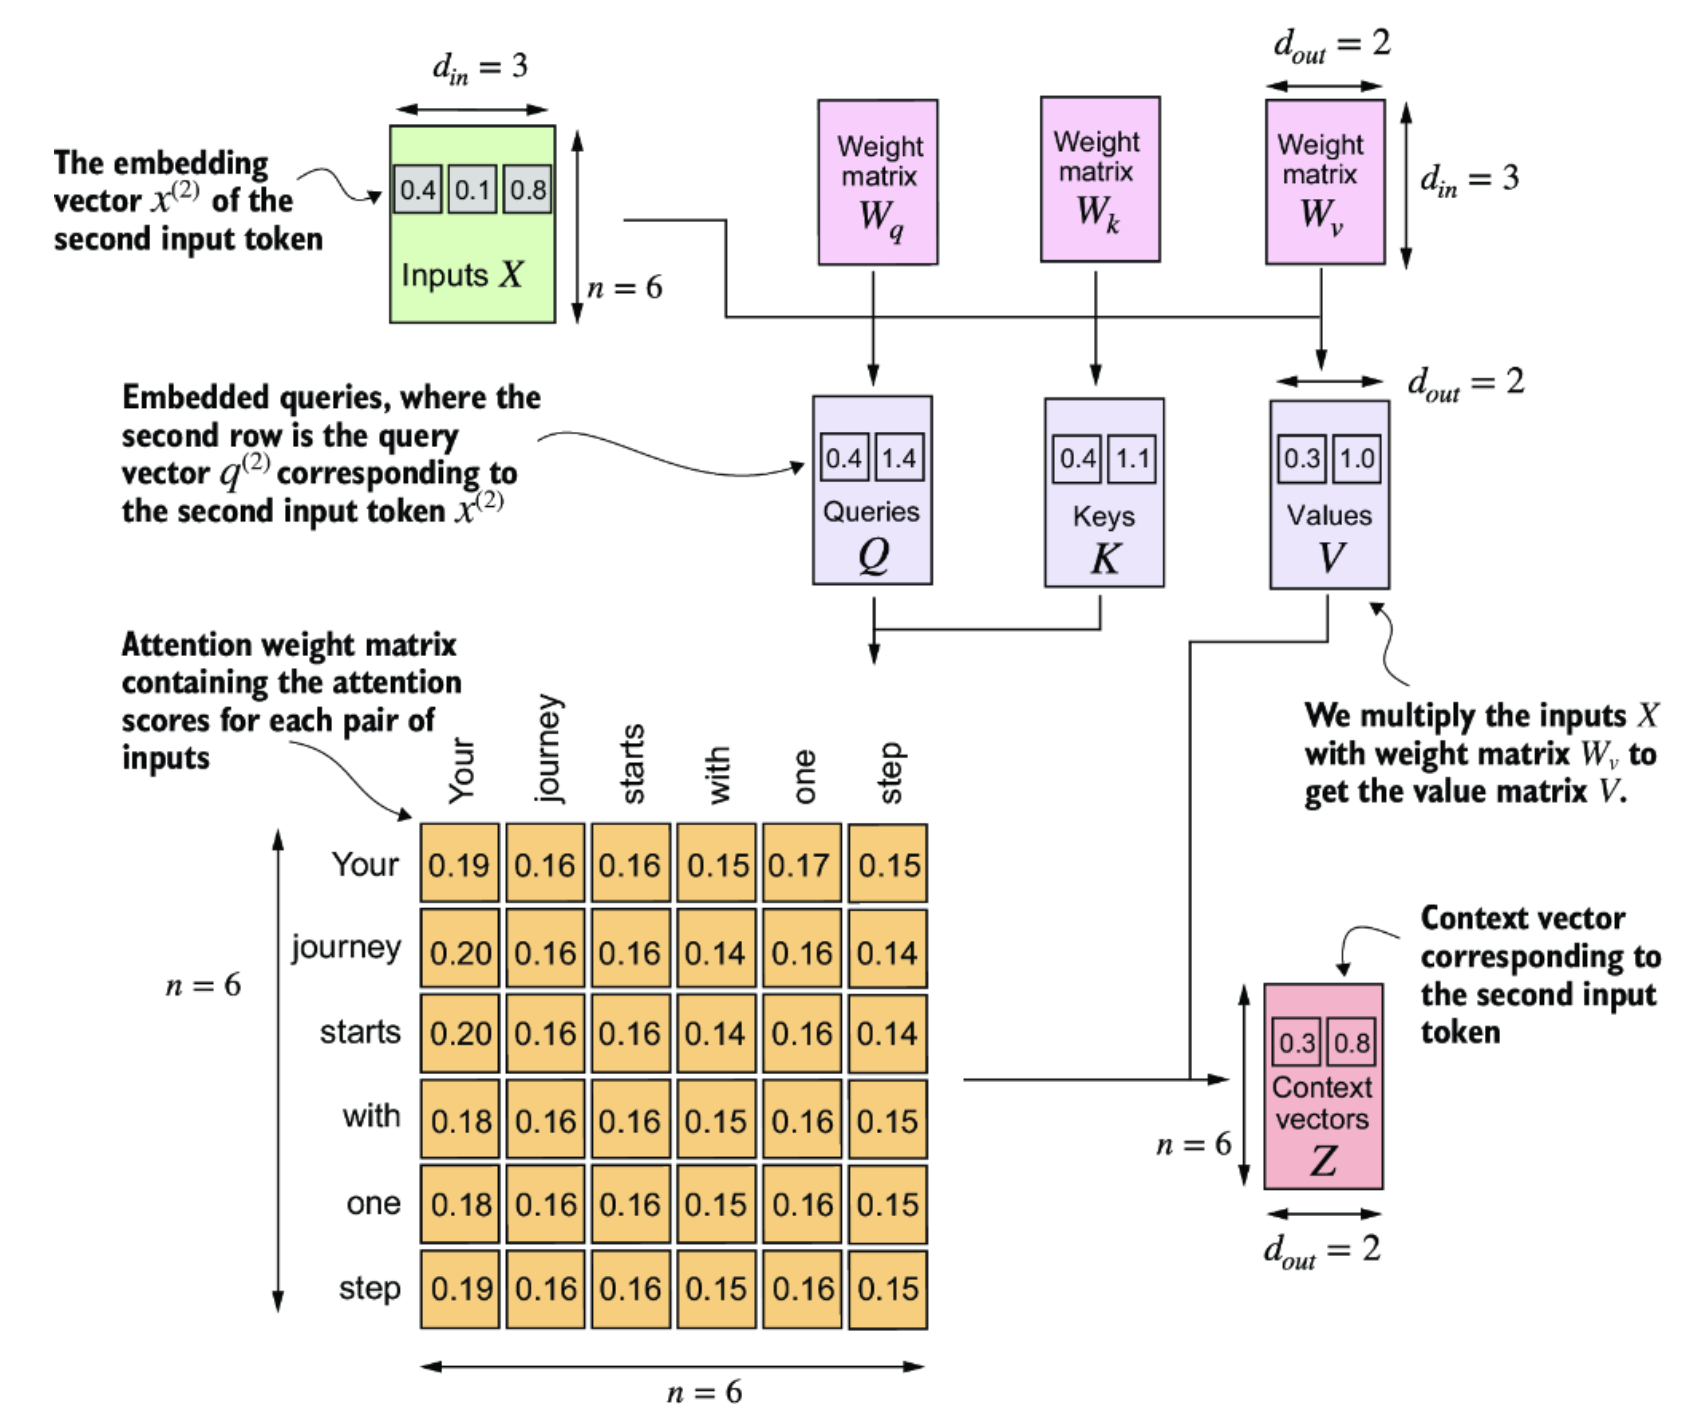 d_in = 3
d_out = 2
The embedding
vector x^(2) of the
second input token
0.4 0.1 0.8
Inputs X
n = 6
Weight
matrix
W_q
Weight
matrix
W_k
Weight
matrix
W_v
d_in = 3
Embedded queries, where the
second row is the query
vector q^(2) corresponding to
the second input token x^(2)
0.4 1.4
Queries
Q
0.4 1.1
Keys
K
d_out = 2
0.3 1.0
Values
V
Attention weight matrix
containing the attention
scores for each pair of
inputs
We multiply the inputs X
with weight matrix W_v to
get the value matrix V.
Your journey starts with one step
Your 0.19 0.16 0.16 0.15 0.17 0.15
journey 0.20 0.16 0.16 0.14 0.16 0.14
starts 0.20 0.16 0.16 0.14 0.16 0.14
with 0.18 0.16 0.16 0.15 0.16 0.15
one 0.18 0.16 0.16 0.15 0.16 0.15
step 0.19 0.16 0.16 0.15 0.16 0.15
n = 6
n = 6
Context vector
corresponding to
the second input
token
0.3 0.8
Context
vectors
Z
n = 6
d_out = 2